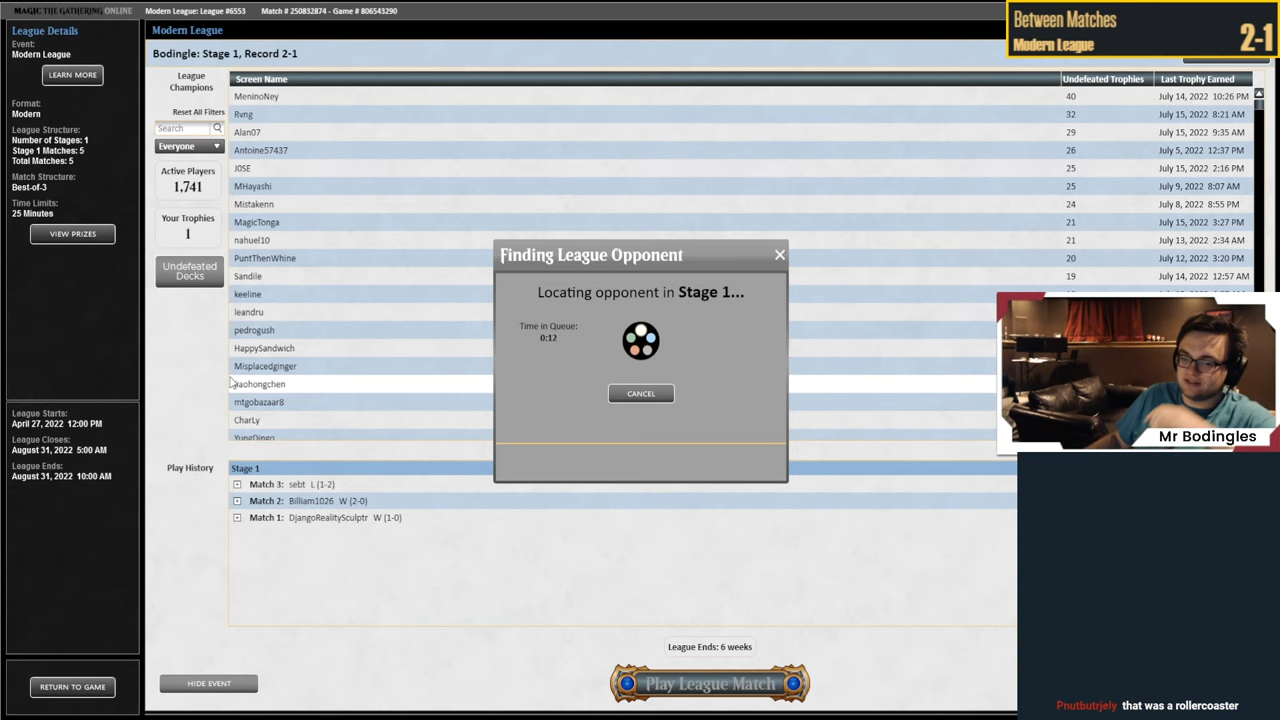 MAGIC THE GATHERING ONLINE
Modern League: League #6553
Match # 250832874 - Game # 806543290
Between Matches
Modern League
2-1
League Details
Event:
Modern League
LEARN MORE
Format:
Modern
League Structure:
Number of Stages: 1
Stage 1 Matches: 5
Total Matches: 5
Match Structure:
Best-of-3
Time Limits:
25 Minutes
VIEW PRIZES
League Starts:
April 27, 2022 12:00 PM
League Closes:
August 31, 2022 5:00 AM
League Ends:
August 31, 2022 10:00 AM
RETURN TO GAME
Modern League
Bodingle: Stage 1, Record 2-1
League
Champions
Reset All Filters
Search
Everyone
Active Players
1,741
Your Trophies
1
Undefeated
Decks
Screen Name Undefeated Trophies Last Trophy Earned
MeninoNey 40 July 14, 2022 10:26 PM
Rvng 32 July 15, 2022 8:21 AM
Alan07 29 July 15, 2022 9:35 AM
Antoine57437 26 July 5, 2022 12:37 PM
J0SE 25 July 15, 2022 2:16 PM
MHayashi 25 July 9, 2022 8:07 AM
Mistakenn 24 July 8, 2022 8:55 PM
MagicTonga 21 July 15, 2022 3:27 PM
nahuel10 21 July 13, 2022 2:34 AM
PuntThenWhine 20 July 12, 2022 3:20 PM
Sandile 19 July 14, 2022 12:57 AM
keeline
leandru
pedrogush
HappySandwich
Misplacedginger
aohongchen
mtgobazaar8
CharLy
YungDingo
Finding League Opponent
Locating opponent in Stage 1...
Time in Queue:
0:12
CANCEL
Play History
Stage 1
Match 3: sebt L (1-2)
Match 2: Billiam1026 W (2-0)
Match 1: DjangoRealitySculptr W (1-0)
League Ends: 6 weeks
HIDE EVENT
Play League Match
Mr Bodingles
Pnutbutrjely that was a rollercoaster